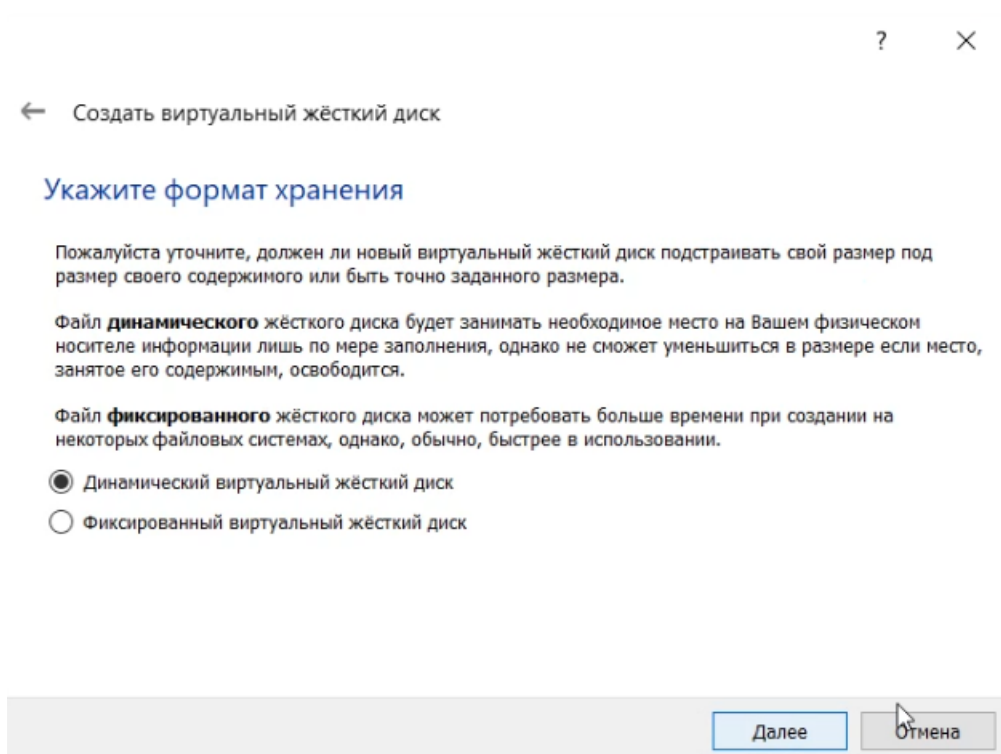 ?
Создать виртуальный жёсткий диск
Укажите формат хранения
Пожалуйста уточните, должен ли новый виртуальный жёсткий диск подстраивать свой размер под
размер своего содержимого или быть точно заданного размера.
Файл динамического жёсткого диска будет занимать необходимое место на Вашем физическом
носителе информации лишь по мере заполнения, однако не сможет уменьшиться в размере если место,
занятое его содержимым, освободится.
Файл фиксированного жёсткого диска может потребовать больше времени при создании на
некоторых файловых системах, однако, обычно, быстрее в использовании.
Динамический виртуальный жёсткий диск
Фиксированный виртуальный жёсткий диск
Далее Отмена